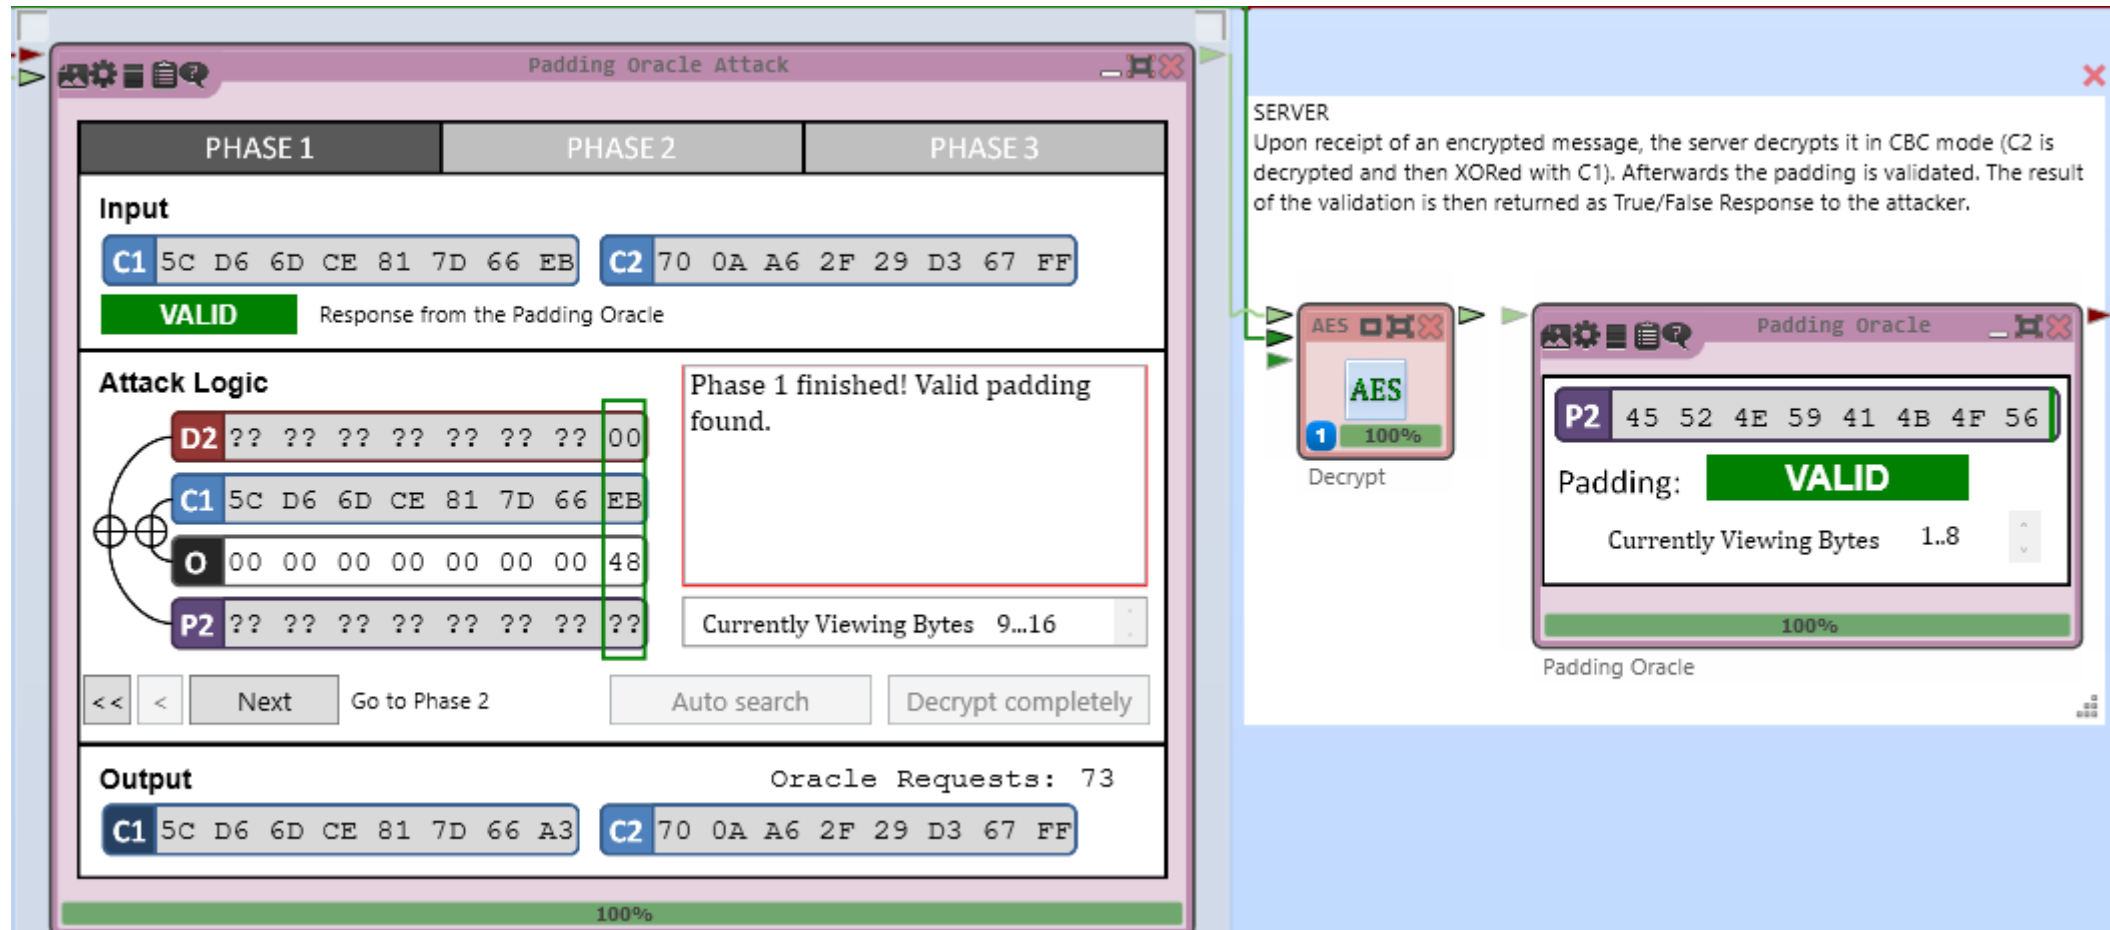 Padding Oracle Attack
PHASE 1 PHASE 2 PHASE 3
Input
C1 5C D6 6D CE 81 7D 66 EB C2 70 0A A6 2F 29 D3 67 FF
VALID Response from the Padding Oracle
Attack Logic
D2 ?? ?? ?? ?? ?? ?? ?? 00
C1 5C D6 6D CE 81 7D 66 EB
O 00 00 00 00 00 00 00 48
P2 ?? ?? ?? ?? ?? ?? ?? ??
Phase 1 finished! Valid padding
found.
Currently Viewing Bytes 9...16
<< < Next Go to Phase 2 Auto search Decrypt completely
Output Oracle Requests: 73
C1 5C D6 6D CE 81 7D 66 A3 C2 70 0A A6 2F 29 D3 67 FF
100%
SERVER
Upon receipt of an encrypted message, the server decrypts it in CBC mode (C2 is
decrypted and then XORed with C1). Afterwards the padding is validated. The result
of the validation is then returned as True/False Response to the attacker.
AES
AES
1 100%
Decrypt
Padding Oracle
P2 45 52 4E 59 41 4B 4F 56
Padding: VALID
Currently Viewing Bytes 1..8
100%
Padding Oracle